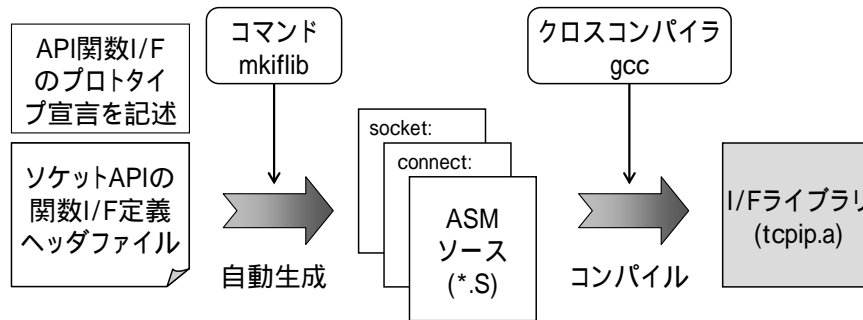 API関数I/F
のプロトタイ
プ宣言を記述
ソケットAPIの
関数I/F定義
ヘッダファイル
コマンド
mkiflib
自動生成
socket:
connect:
ASM
ソース
(*.S)
クロスコンパイラ
gcc
コンパイル
I/Fライブラリ
(tcpip.a)